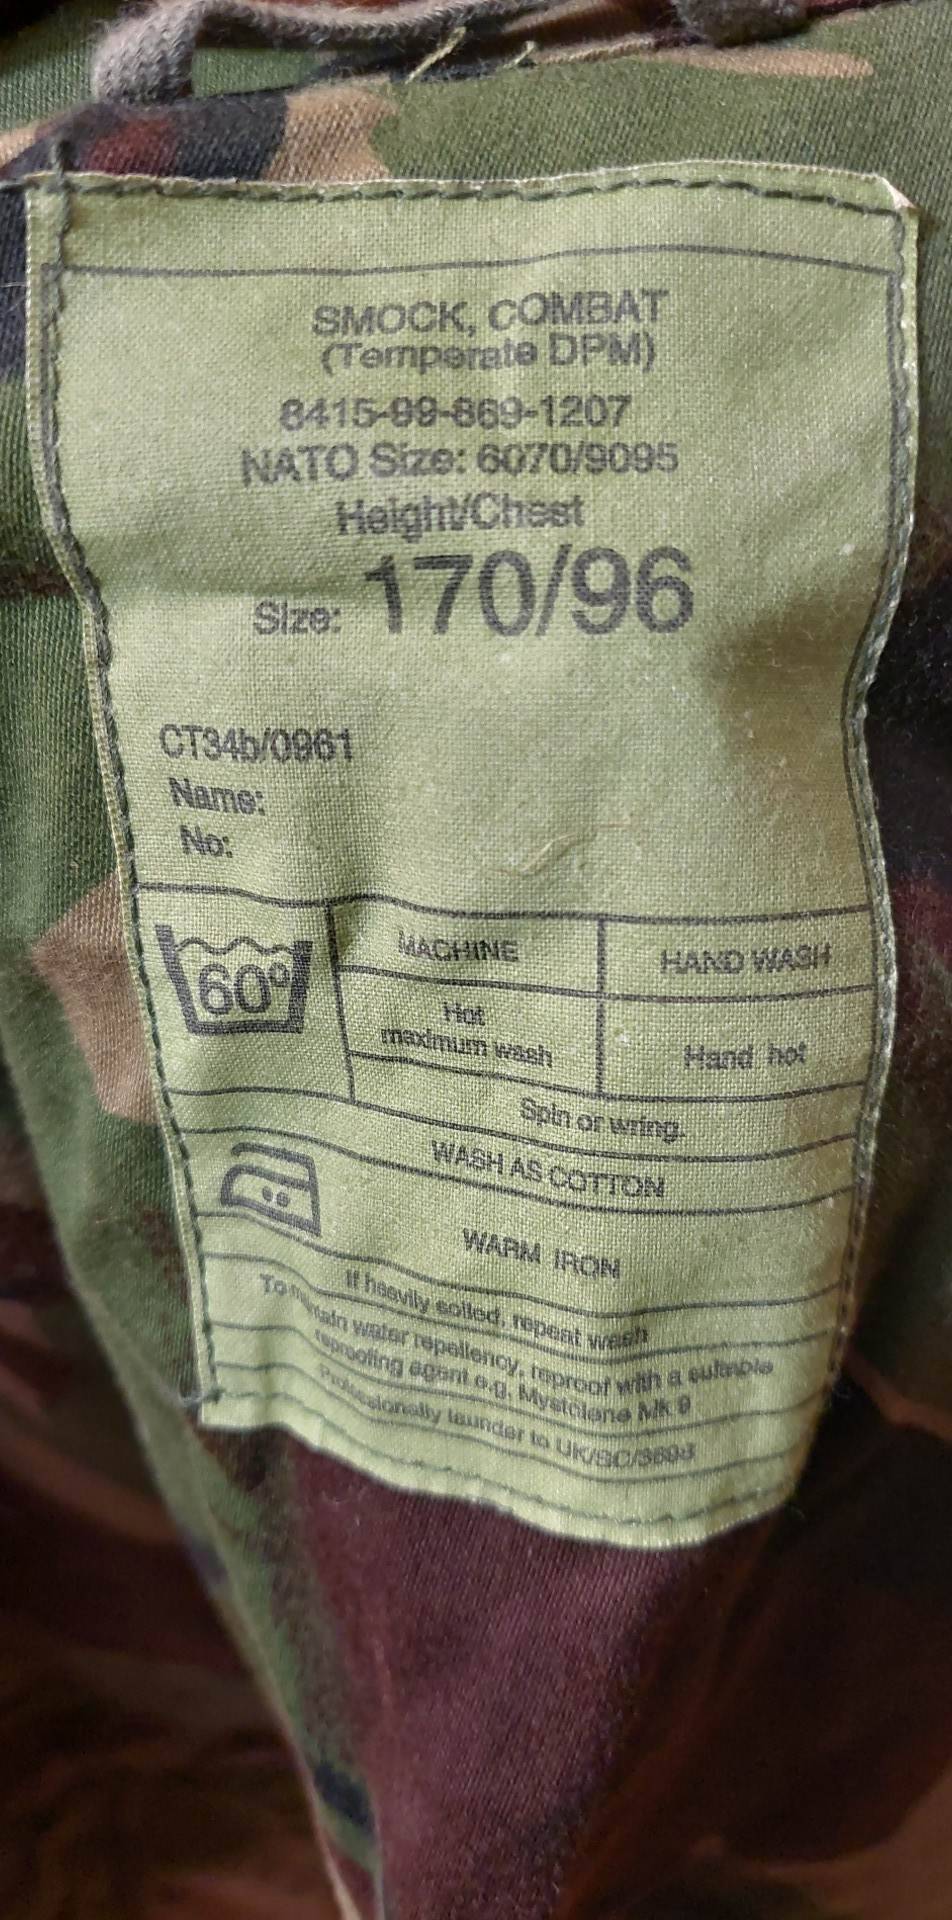 SMOCK, COMBAT
(Temperate DPM)
8415-99-869-1207
NATO Size: 6070/9095
Height/Chest
Size: 170/96
CT34b/0961
Name:
No:
60°
MACHINE
HAND WASH
Hot
maximum wash
Hand hot
Spin or wring.
WASH AS COTTON
WARM IRON
If heavily soiled, repeat wash
To maintain water repellency, reproof with a suitable
reproofing agent e.g. Mystolene Mk 9
Professionally launder to